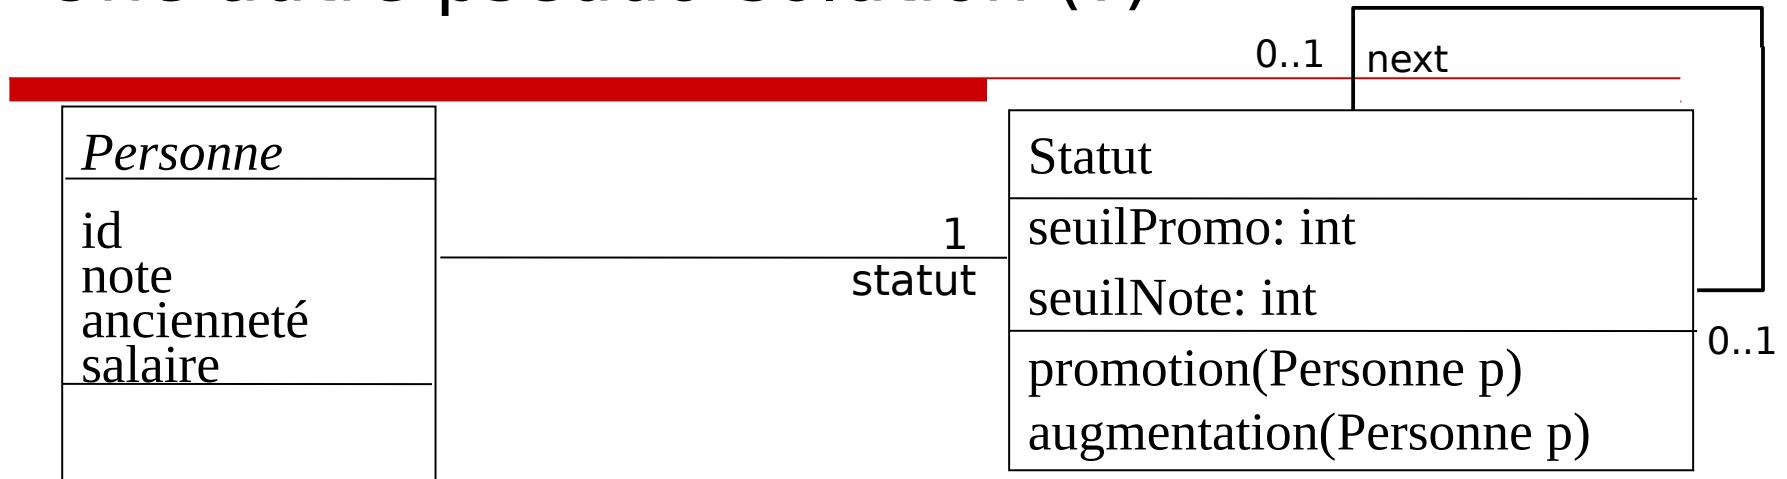 0..1 next
Personne
id
note
ancienneté
salaire
1
statut
Statut
seuilPromo: int
seuilNote: int
promotion(Personne p)
augmentation(Personne p)
0..1